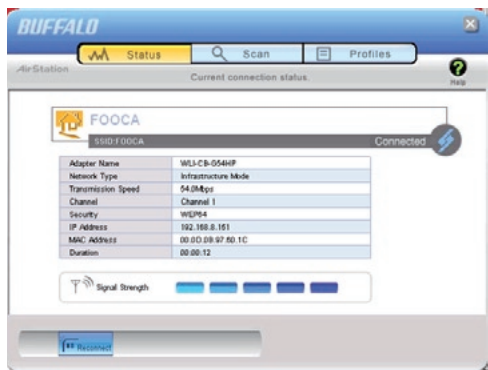 BUFFALO
Status Scan Profiles
AirStation
Current connection status.
Help
FOOCA
SSID:FOOCA Connected
Adapter Name WLI-CB-G54HP
Network Type Infrastructure Mode
Transmission Speed 54.0Mbps
Channel Channel 1
Security WEP64
IP Address 192.168.8.161
MAC Address 00.0D.0B.97.60.1C
Duration 00:00:12
Signal Strength
Reconnect